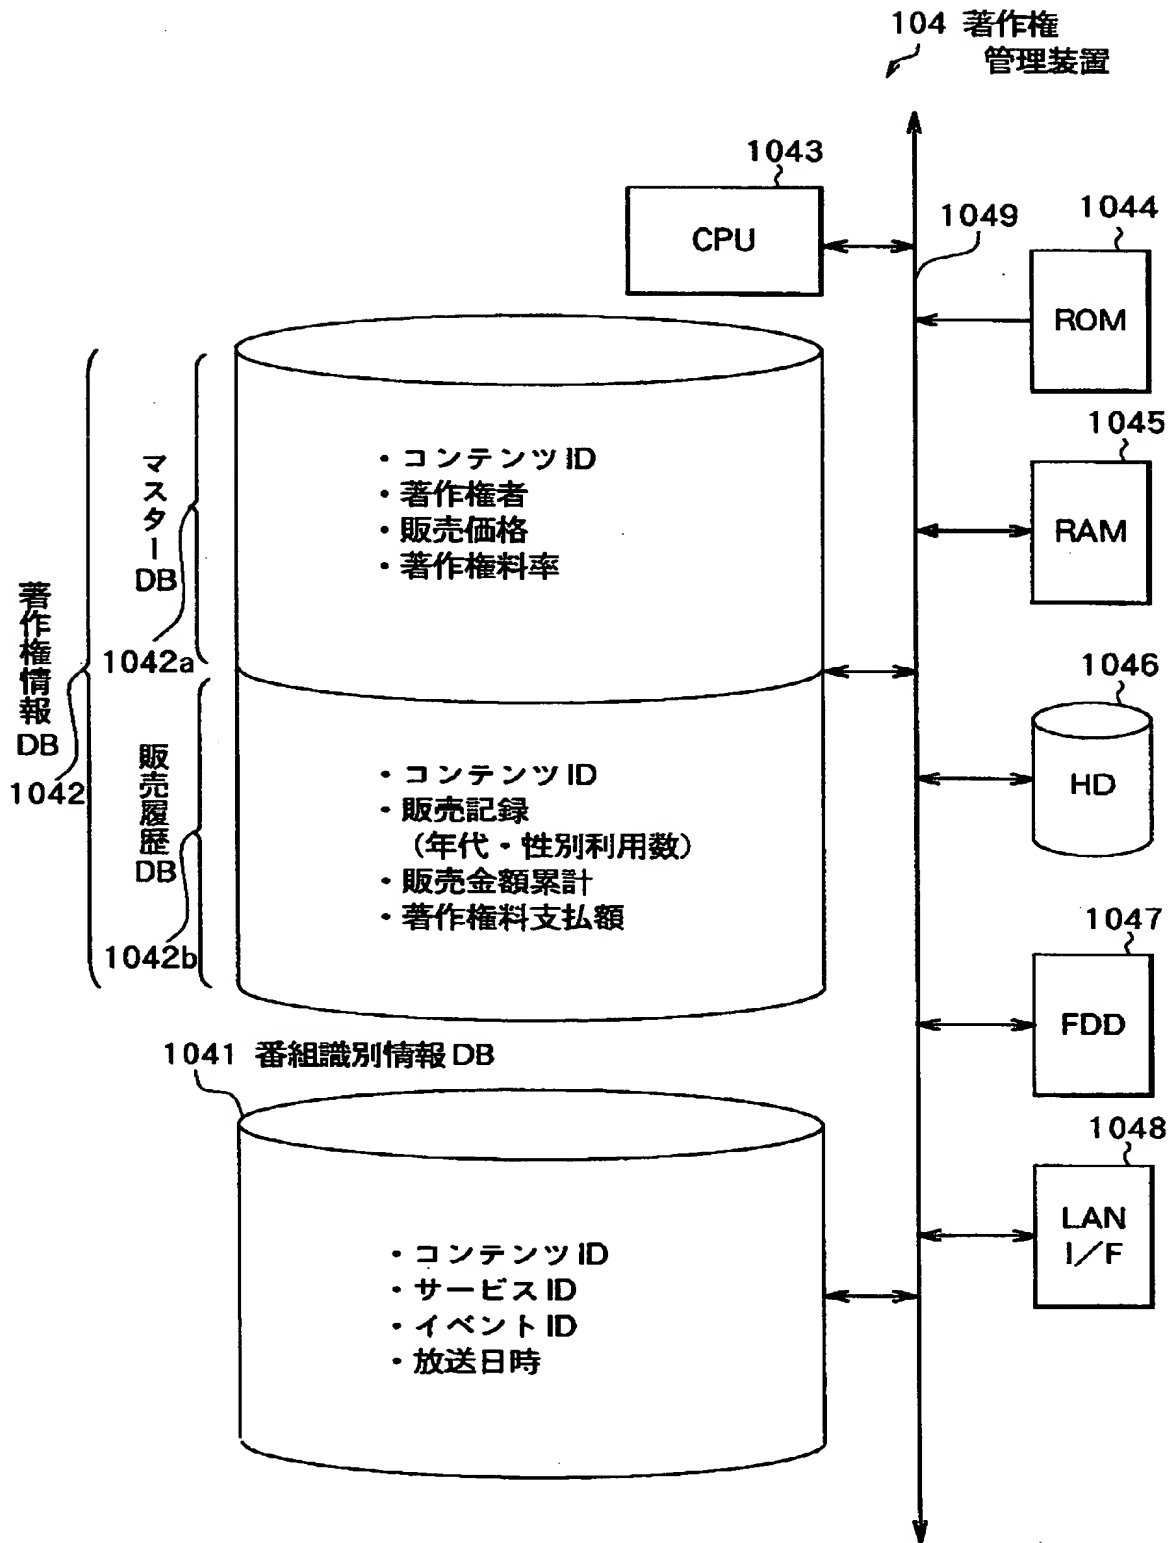 104 著作権
管理装置
1043
CPU
1049
1044
ROM
1045
RAM
1046
HD
1047
FDD
1048
LAN
I/F
著作権情報DB
1042
マスターDB
1042a
・コンテンツID
・著作権者
・販売価格
・著作権料率
販売履歴DB
1042b
・コンテンツID
・販売記録
(年代・性別利用数)
・販売金額累計
・著作権料支払額
1041 番組識別情報DB
・コンテンツID
・サービスID
・イベントID
・放送日時